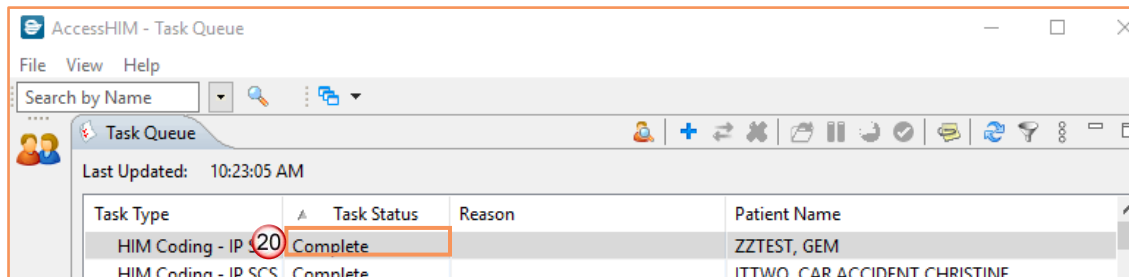 AccessHIM - Task Queue
File View Help
Search by Name
Task Queue
Last Updated: 10:23:05 AM
Task Type Task Status Reason Patient Name
HIM Coding - IP 20 Complete ZZTEST, GEM
HIM Coding - IP SCS Complete ITTWO, CAR ACCIDENT CHRISTINE